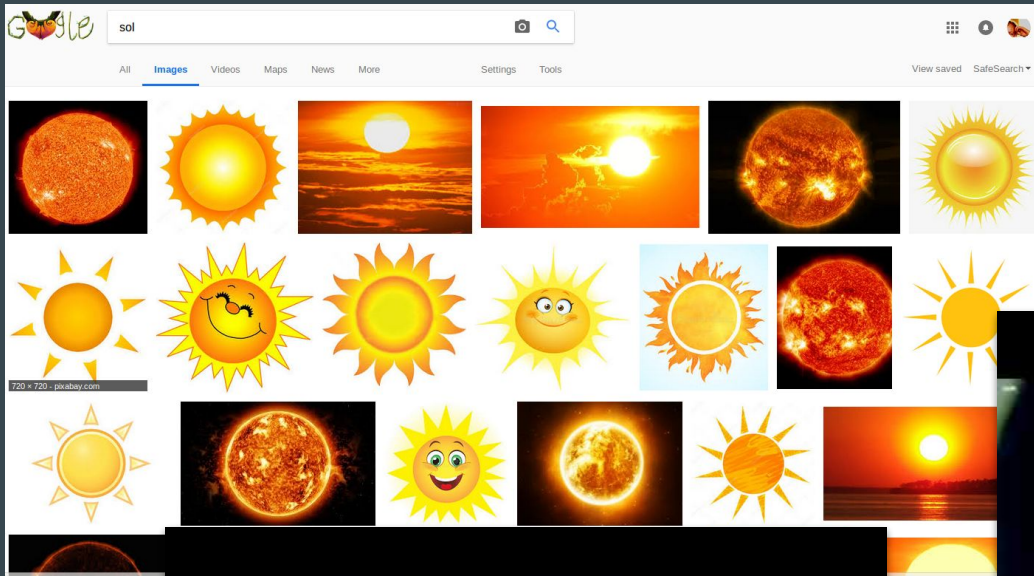 Google
sol
All Images Videos Maps News More Settings Tools View saved SafeSearch
720 × 720 - pixabay.com